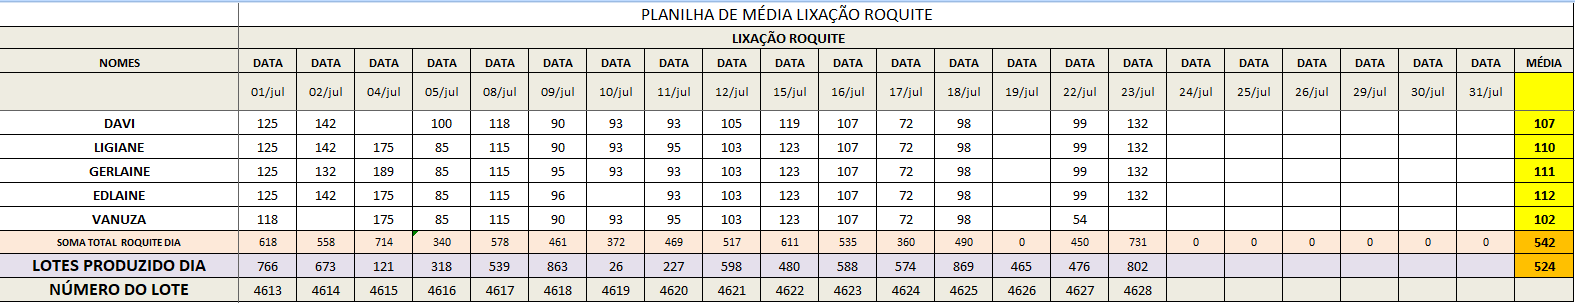 PLANILHA DE MÉDIA LIXAÇÃO ROQUITE
LIXAÇÃO ROQUITE
NOMES DATA DATA DATA DATA DATA DATA DATA DATA DATA DATA DATA DATA DATA DATA DATA DATA DATA DATA DATA DATA DATA DATA MÉDIA
01/jul 02/jul 04/jul 05/jul 08/jul 09/jul 10/jul 11/jul 12/jul 15/jul 16/jul 17/jul 18/jul 19/jul 22/jul 23/jul 24/jul 25/jul 26/jul 29/jul 30/jul 31/jul
DAVI 125 142 100 118 90 93 93 105 119 107 72 98 99 132 107
LIGIANE 125 142 175 85 115 90 93 95 103 123 107 72 98 99 132 110
GERLAINE 125 132 189 85 115 95 93 93 103 123 107 72 98 99 132 111
EDLAINE 125 142 175 85 115 96 93 103 123 107 72 98 99 132 112
VANUZA 118 175 85 115 90 93 95 103 123 107 72 98 54 102
SOMA TOTAL ROQUITE DIA 618 558 714 340 578 461 372 469 517 611 535 360 490 0 450 731 0 0 0 0 0 0 542
LOTES PRODUZIDO DIA 766 673 121 318 539 863 26 227 598 480 588 574 869 465 476 802 524
NÚMERO DO LOTE 4613 4614 4615 4616 4617 4618 4619 4620 4621 4622 4623 4624 4625 4626 4627 4628